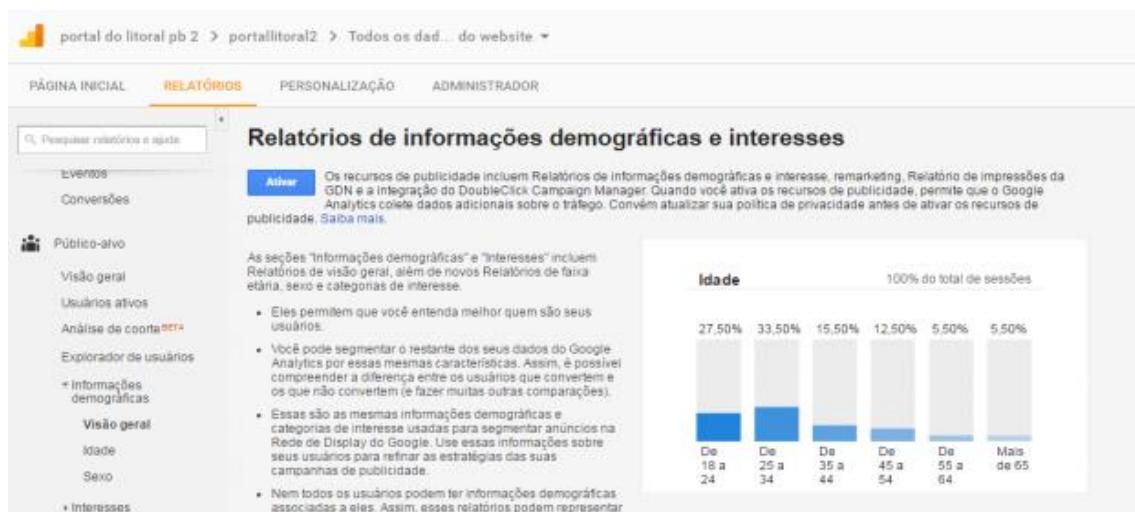 portal do litoral pb 2 > portallitoral2 > Todos os dad... do website
PÁGINA INICIAL RELATÓRIOS PERSONALIZAÇÃO ADMINISTRADOR
Pesquisar relatórios e ajuda
Eventos
Conversões
Público-alvo
Visão geral
Usuários ativos
Análise de coorte BETA
Explorador de usuários
Informações
demográficas
Visão geral
Idade
Sexo
Interesses
Relatórios de informações demográficas e interesses
Ativar
Os recursos de publicidade incluem Relatórios de informações demográficas e interesse, remarketing, Relatório de impressões da
GDN e a integração do DoubleClick Campaign Manager. Quando você ativa os recursos de publicidade, permite que o Google
Analytics colete dados adicionais sobre o tráfego. Convém atualizar sua política de privacidade antes de ativar os recursos de
publicidade. Saiba mais.
As seções "Informações demográficas" e "Interesses" incluem
Relatórios de visão geral, além de novos Relatórios de faixa
etária, sexo e categorias de interesse.
• Eles permitem que você entenda melhor quem são seus
usuários.
• Você pode segmentar o restante dos seus dados do Google
Analytics por essas mesmas características. Assim, é possível
compreender a diferença entre os usuários que convertem e
os que não convertem (e fazer muitas outras comparações).
• Essas são as mesmas informações demográficas e
categorias de interesse usadas para segmentar anúncios na
Rede de Display do Google. Use essas informações sobre
seus usuários para refinar as estratégias das suas
campanhas de publicidade.
• Nem todos os usuários podem ter informações demográficas
associadas a eles. Assim, esses relatórios podem representar
Idade 100% do total de sessões
27,50% 33,50% 15,50% 12,50% 5,50% 5,50%
De De De De De Mais
18 a 25 a 35 a 45 a 55 a de 65
24 34 44 54 64